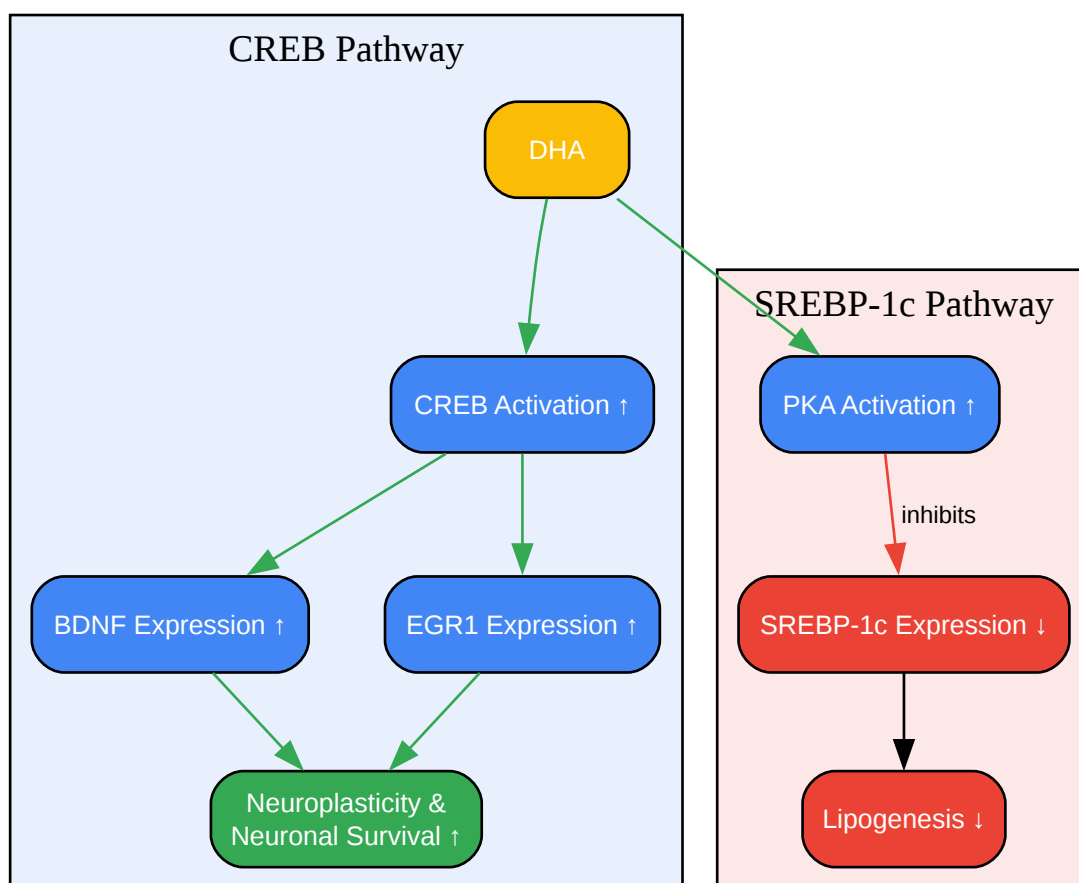 CREB Pathway
DHA
SREBP-1c Pathway
CREB Activation ↑
PKA Activation ↑
inhibits
BDNF Expression ↑
EGR1 Expression ↑
SREBP-1c Expression ↓
Neuroplasticity &
Neuronal Survival ↑
Lipogenesis ↓